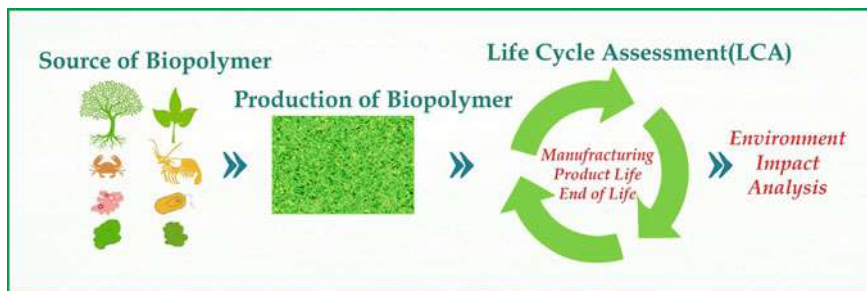 Source of Biopolymer
Production of Biopolymer
Life Cycle Assessment(LCA)
Manufracturing
Product Life
End of Life
Environment
Impact
Analysis